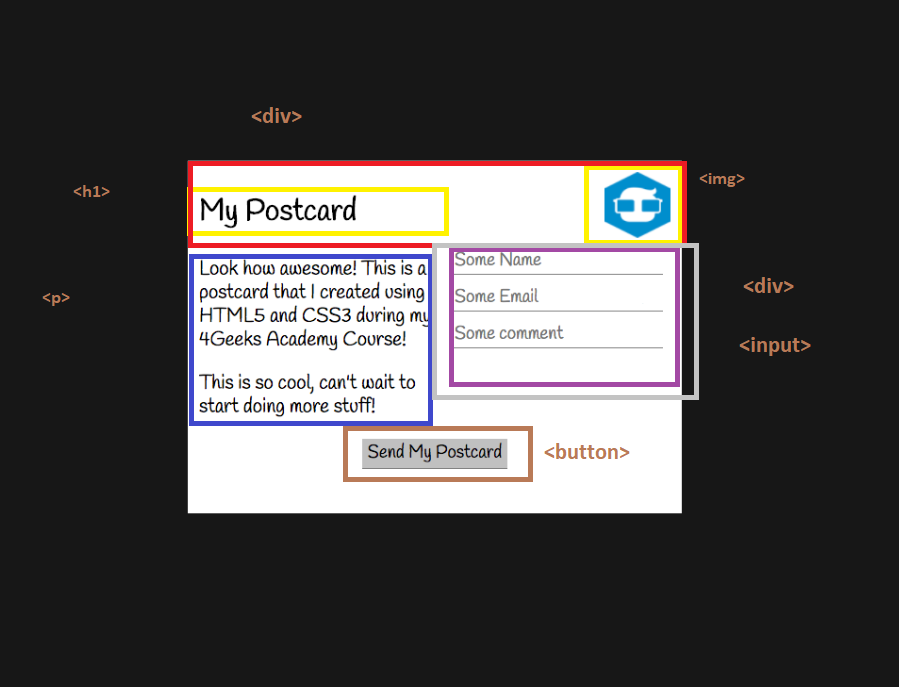 <div>
<h1>
<img>
My Postcard
<p>
Look how awesome! This is a
postcard that I created using
HTML5 and CSS3 during my
4Geeks Academy Course!
This is so cool, can't wait to
start doing more stuff!
Some Name
Some Email
Some comment
<div>
<input>
Send My Postcard
<button>